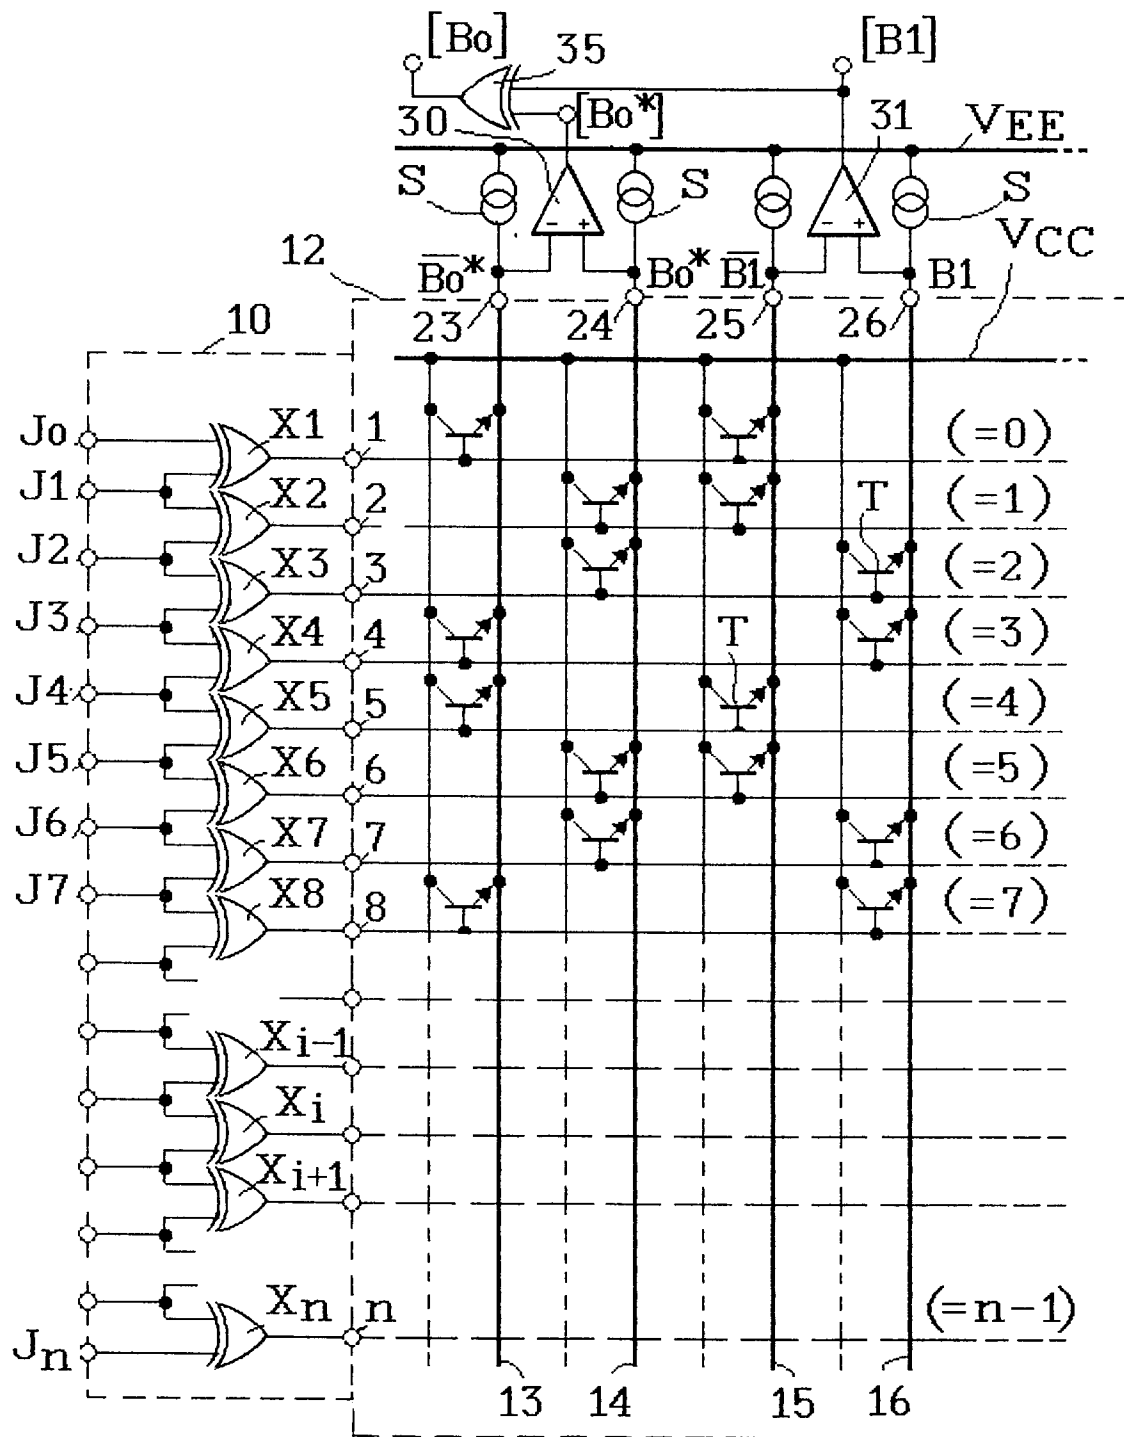 [Bo] 35 [B1]
30 [Bo*] 31 VEE
S S S
- + - +
VCC
12 B̅o̅* Bo* B̅1̅ B1
10 23 24 25 26
Jo X1 1 (=0)
J1 X2 2 T (=1)
J2 X3 3 (=2)
J3 X4 4 T (=3)
J4 X5 5 (=4)
J5 X6 6 (=5)
J6 X7 7 (=6)
J7 X8 8 (=7)
Xi-1
Xi
Xi+1
Xn n (=n-1)
Jn
13 14 15 16